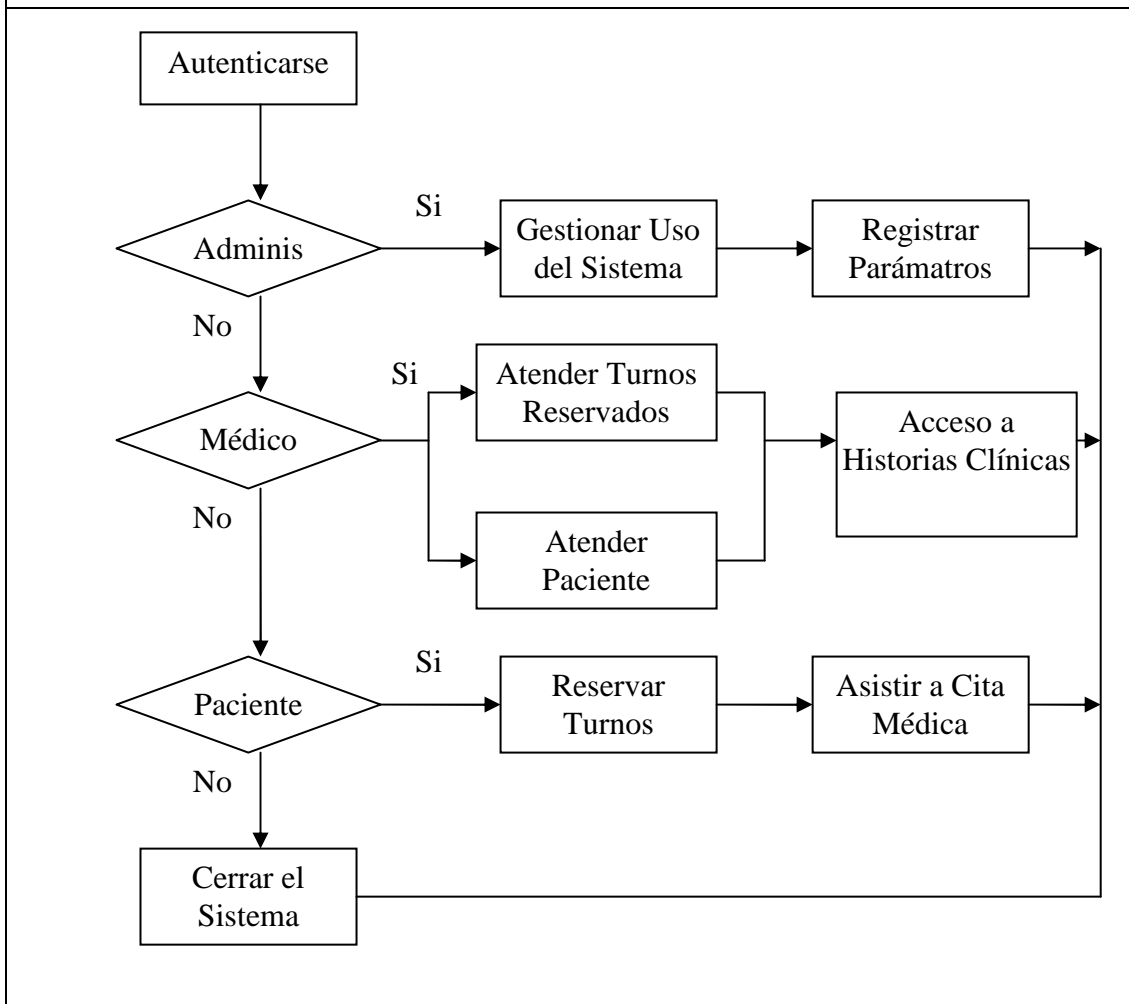 Autenticarse
Si
Adminis
Gestionar Uso
del Sistema
Registrar
Parámatros
No
Si
Médico
Atender Turnos
Reservados
Acceso a
Historias Clínicas
No
Atender
Paciente
Si
Paciente
Reservar
Turnos
Asistir a Cita
Médica
No
Cerrar el
Sistema